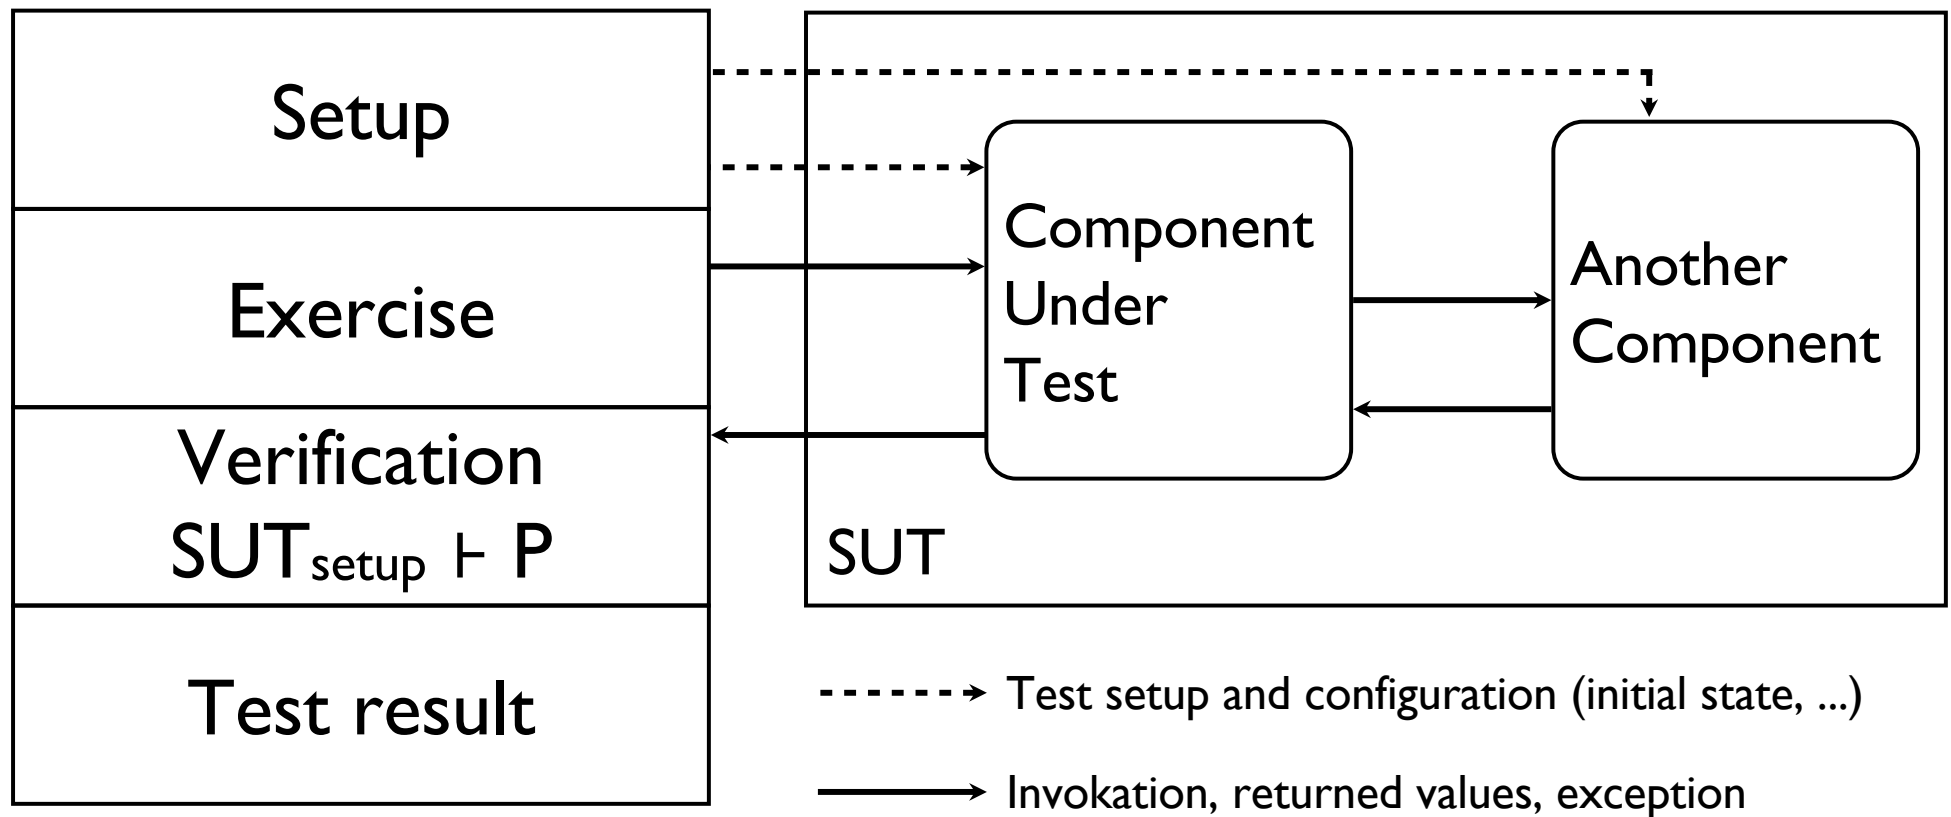 Setup
Exercise
Verification
SUTsetup ⊦ P
Test result
Component
Under
Test
Another
Component
SUT
Test setup and configuration (initial state, ...)
Invokation, returned values, exception